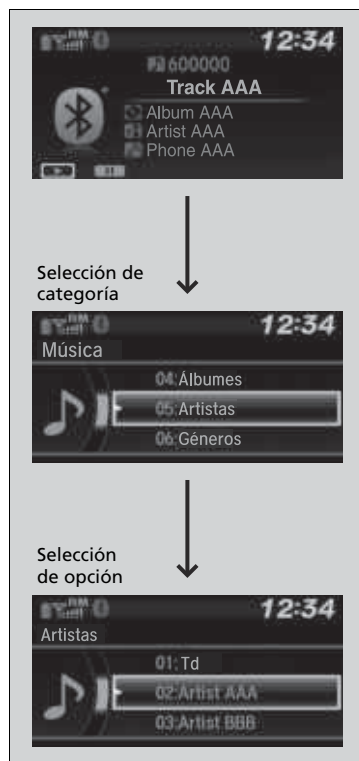 12:34
600000
Track AAA
Album AAA
Artist AAA
Phone AAA
Selección de
categoría
12:34
Música
04:Álbumes
05:Artistas
06:Géneros
Selección
de opción
12:34
Artistas
01:Td
02:Artist AAA
03:Artist BBB